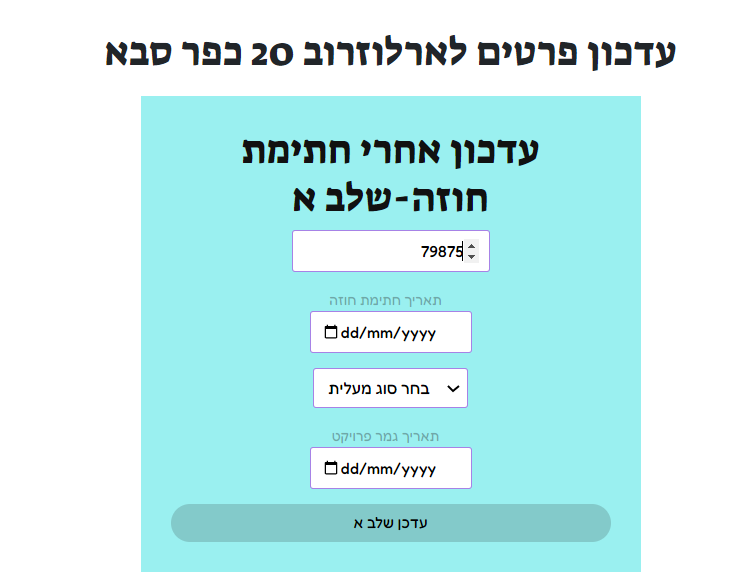 עדכון פרטים לארלוזרוב 20 כפר סבא
עדכון אחרי חתימת
חוזה-שלב א
79875
תאריך חתימת חוזה
dd/mm/yyyy
בחר סוג מעלית
תאריך גמר פרויקט
dd/mm/yyyy
עדכן שלב א